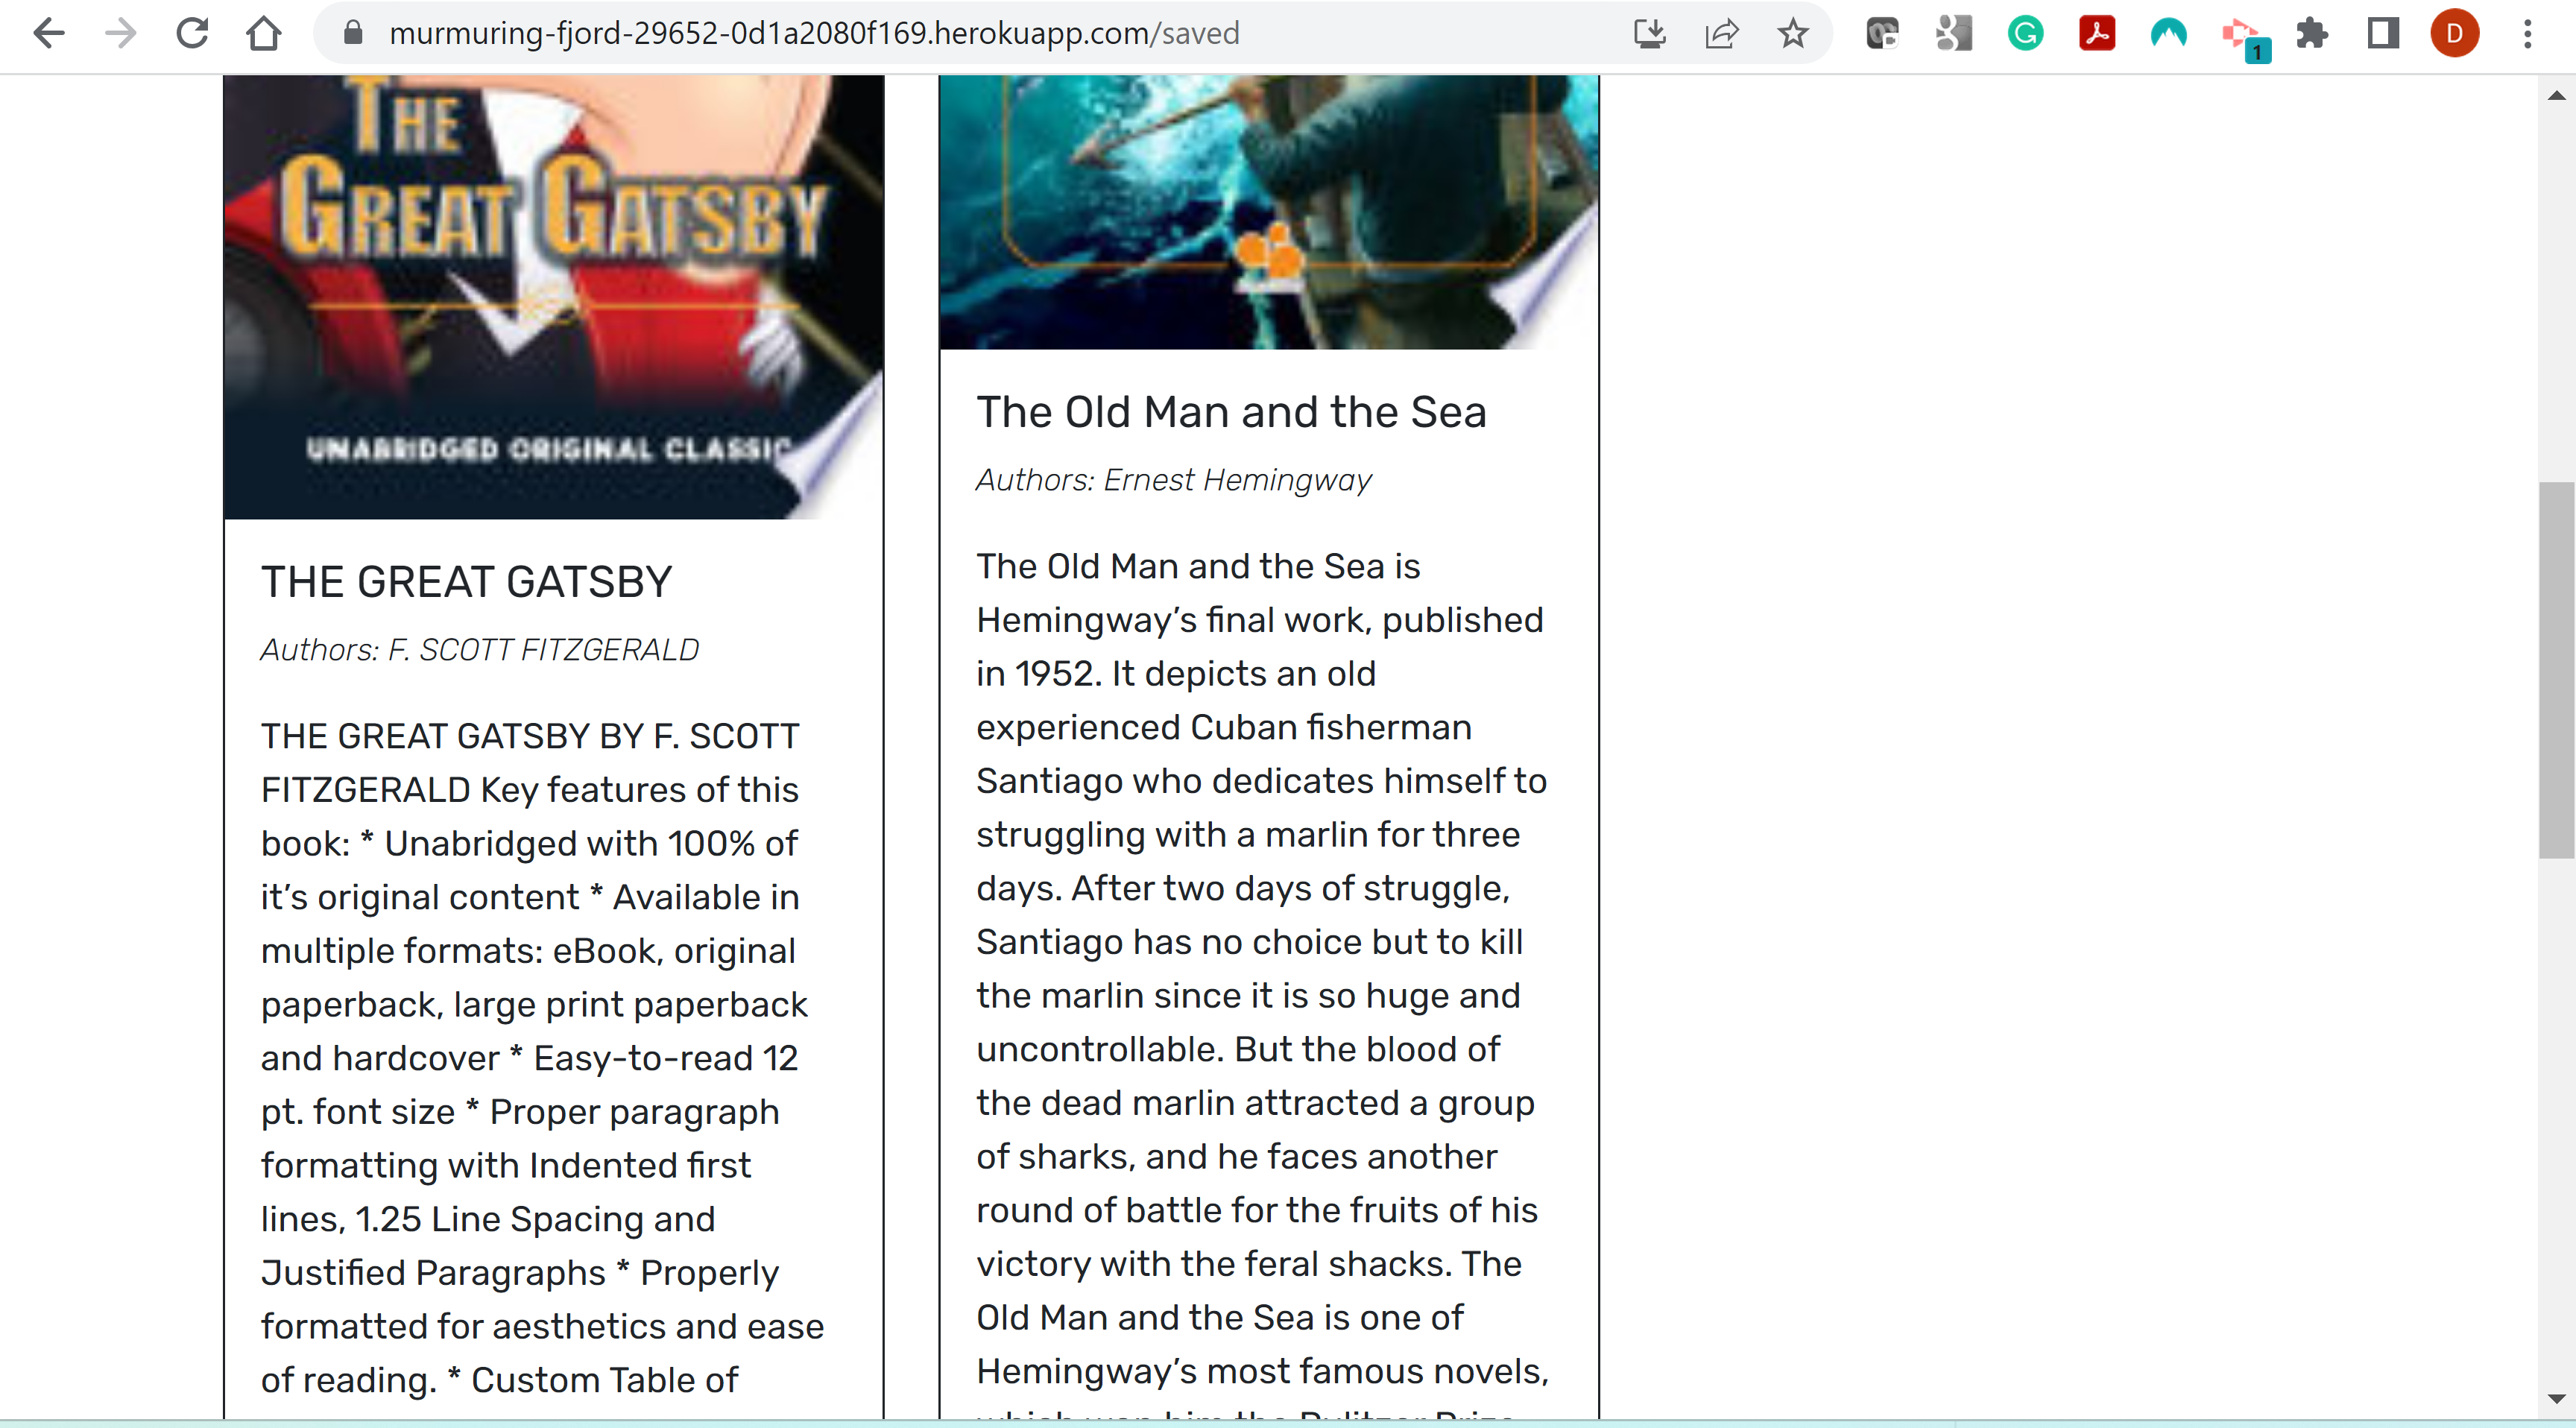 murmuring-fjord-29652-0d1a2080f169.herokuapp.com/saved
1
D
THE
GREAT GATSBY
UNABRIDGED ORIGINAL CLASSIC
THE GREAT GATSBY
Authors: F. SCOTT FITZGERALD
THE GREAT GATSBY BY F. SCOTT
FITZGERALD Key features of this
book: * Unabridged with 100% of
it’s original content * Available in
multiple formats: eBook, original
paperback, large print paperback
and hardcover * Easy-to-read 12
pt. font size * Proper paragraph
formatting with Indented first
lines, 1.25 Line Spacing and
Justified Paragraphs * Properly
formatted for aesthetics and ease
of reading. * Custom Table of
The Old Man and the Sea
Authors: Ernest Hemingway
The Old Man and the Sea is
Hemingway’s final work, published
in 1952. It depicts an old
experienced Cuban fisherman
Santiago who dedicates himself to
struggling with a marlin for three
days. After two days of struggle,
Santiago has no choice but to kill
the marlin since it is so huge and
uncontrollable. But the blood of
the dead marlin attracted a group
of sharks, and he faces another
round of battle for the fruits of his
victory with the feral shacks. The
Old Man and the Sea is one of
Hemingway’s most famous novels,
which won him the Pulitzer Prize